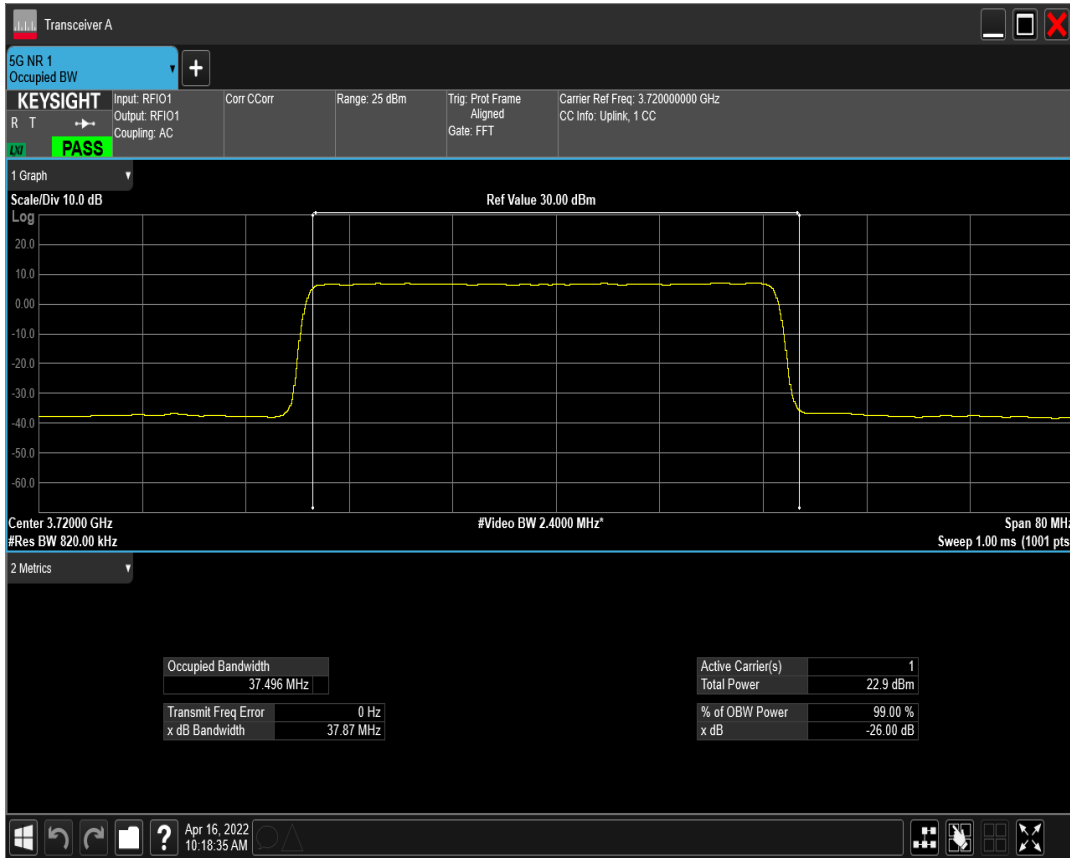 Transceiver A
5G NR 1
Occupied BW
KEYSIGHT
R T
LXI
PASS
Input: RFIO1
Output: RFIO1
Coupling: AC
Corr CCorr
Range: 25 dBm
Trig: Prot Frame
Aligned
Gate: FFT
Carrier Ref Freq: 3.720000000 GHz
CC Info: Uplink, 1 CC
1 Graph
Scale/Div 10.0 dB
Ref Value 30.00 dBm
Log
20.0
10.0
0.00
-10.0
-20.0
-30.0
-40.0
-50.0
-60.0
Center 3.72000 GHz
#Video BW 2.4000 MHz*
Span 80 MHz
#Res BW 820.00 kHz
Sweep 1.00 ms (1001 pts
2 Metrics
Occupied Bandwidth
37.496 MHz
Transmit Freq Error 0 Hz
x dB Bandwidth 37.87 MHz
Active Carrier(s) 1
Total Power 22.9 dBm
% of OBW Power 99.00 %
x dB -26.00 dB
?
Apr 16, 2022
10:18:35 AM